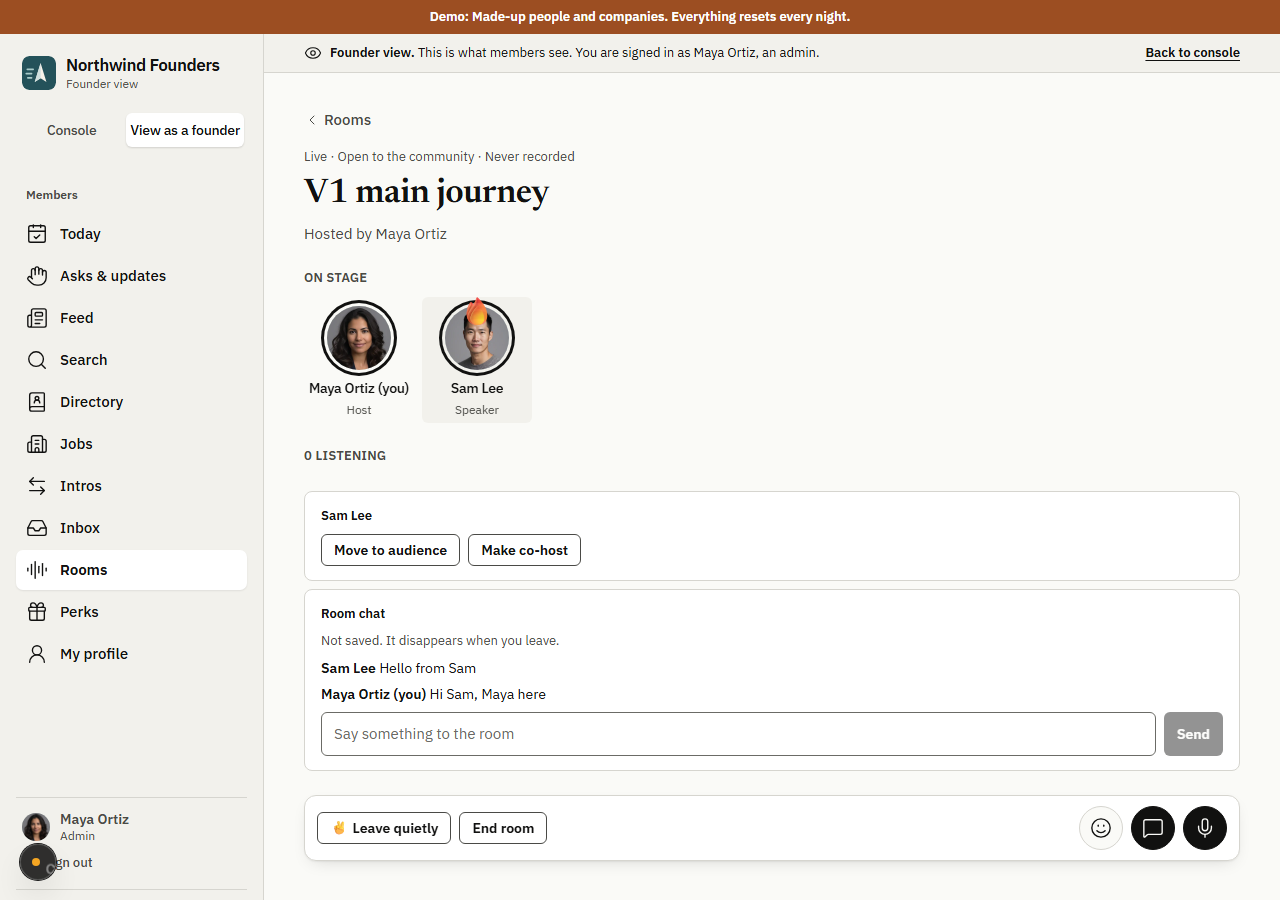 Demo: Made-up people and companies. Everything resets every night.
Northwind Founders
Founder view
Console
View as a founder
Members
Today
Asks & updates
Feed
Search
Directory
Jobs
Intros
Inbox
Rooms
Perks
My profile
Maya Ortiz
Admin
gn out
Founder view. This is what members see. You are signed in as Maya Ortiz, an admin.
Back to console
Rooms
Live · Open to the community · Never recorded
V1 main journey
Hosted by Maya Ortiz
ON STAGE
Maya Ortiz (you)
Host
Sam Lee
Speaker
0 LISTENING
Sam Lee
Move to audience
Make co-host
Room chat
Not saved. It disappears when you leave.
Sam Lee Hello from Sam
Maya Ortiz (you) Hi Sam, Maya here
Say something to the room
Send
✌️ Leave quietly
End room